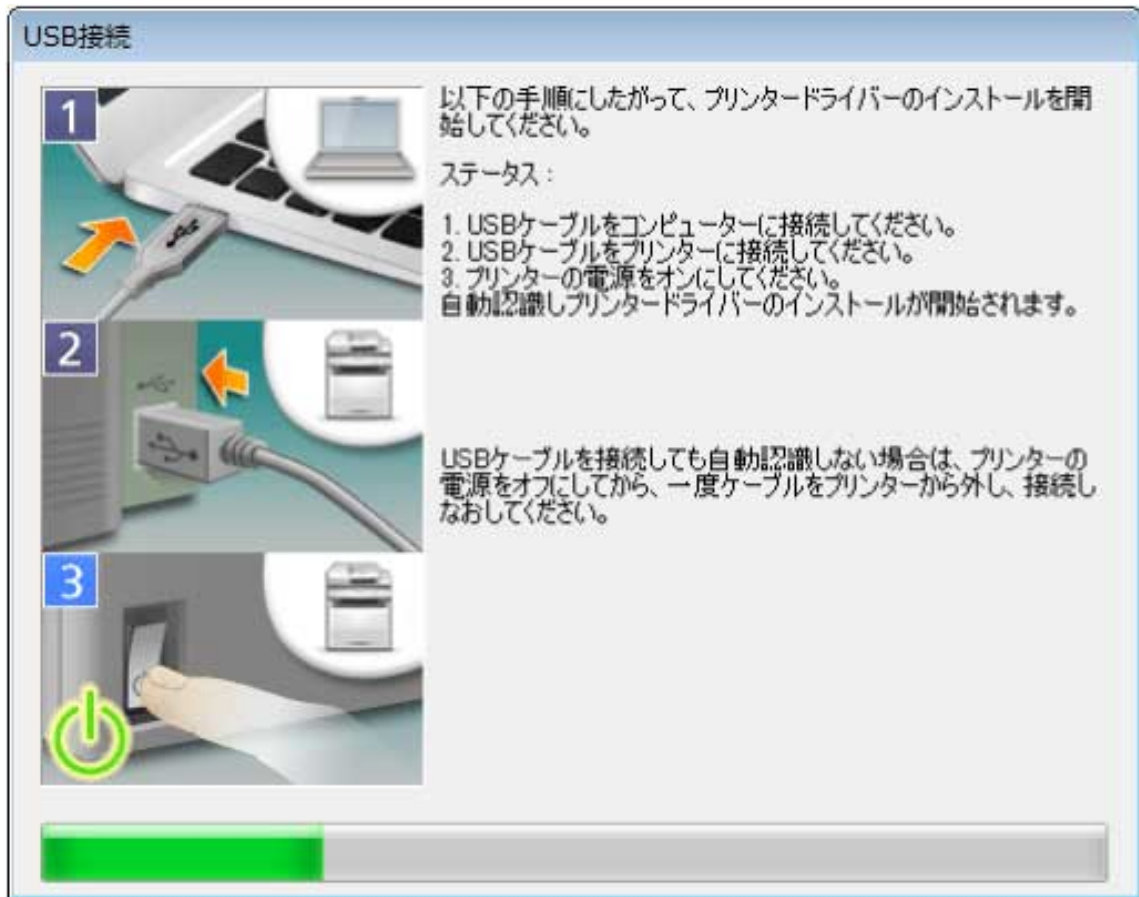 USB接続
1
以下の手順にしたがって、プリンタードライバーのインストールを開
始してください。
ステータス：
1. USBケーブルをコンピューターに接続してください。
2. USBケーブルをプリンターに接続してください。
3. プリンターの電源をオンにしてください。
自動認識しプリンタードライバーのインストールが開始されます。
2
USBケーブルを接続しても自動認識しない場合は、プリンターの
電源をオフにしてから、一度ケーブルをプリンターから外し、接続し
なおしてください。
3